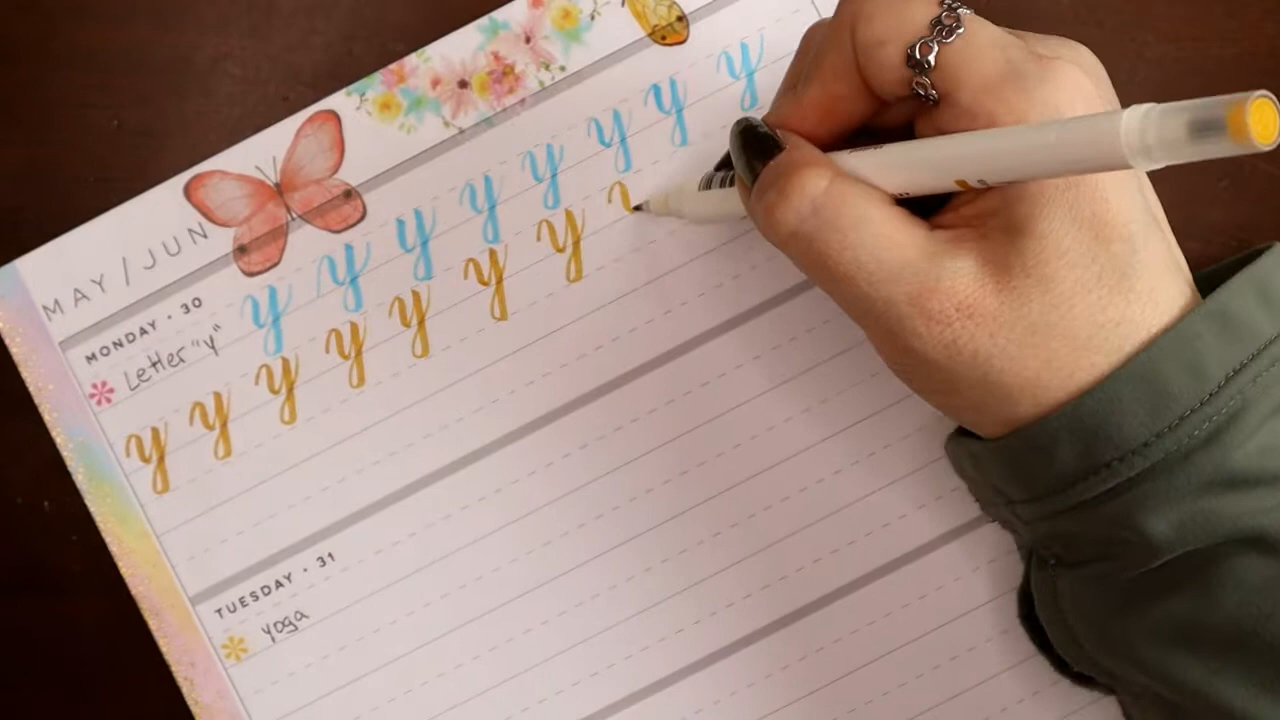 MAY/JUN
MONDAY · 30
Letter "y" y y y y y y y y
y y y y y y y
TUESDAY · 31
yoga